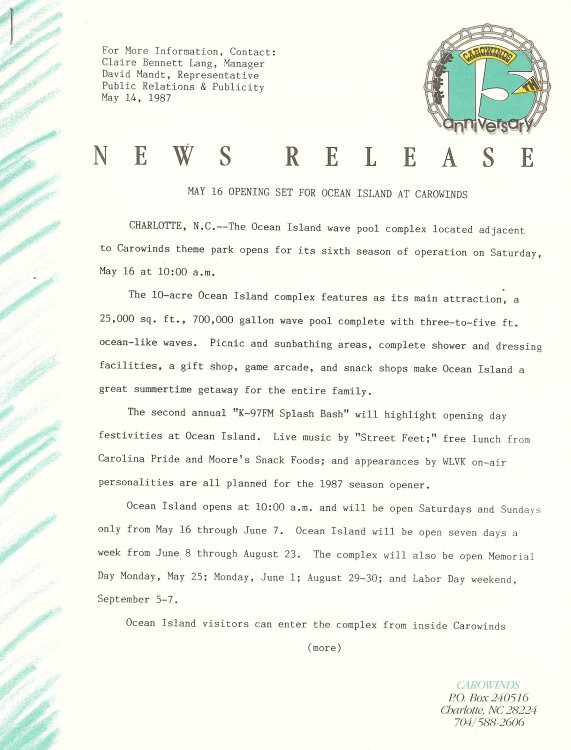 For More Information, Contact:
Claire Bennett Lang, Manager
David Mandt, Representative
Public Relations & Publicity
May 14, 1987
CAROWINDS
15
anniversary
NEWS RELEASE
MAY 16 OPENING SET FOR OCEAN ISLAND AT CAROWINDS
CHARLOTTE, N.C.--The Ocean Island wave pool complex located adjacent
to Carowinds theme park opens for its sixth season of operation on Saturday,
May 16 at 10:00 a.m.
The 10-acre Ocean Island complex features as its main attraction, a
25,000 sq. ft., 700,000 gallon wave pool complete with three-to-five ft.
ocean-like waves. Picnic and sunbathing areas, complete shower and dressing
facilities, a gift shop, game arcade, and snack shops make Ocean Island a
great summertime getaway for the entire family.
The second annual "K-97FM Splash Bash" will highlight opening day
festivities at Ocean Island. Live music by "Street Feet;" free lunch from
Carolina Pride and Moore's Snack Foods; and appearances by WLVK on-air
personalities are all planned for the 1987 season opener.
Ocean Island opens at 10:00 a.m. and will be open Saturdays and Sundays
only from May 16 through June 7. Ocean Island will be open seven days a
week from June 8 through August 23. The complex will also be open Memorial
Day Monday, May 25; Monday, June 1; August 29-30; and Labor Day weekend,
September 5-7.
Ocean Island visitors can enter the complex from inside Carowinds
(more)
CAROWINDS
P.O. Box 240516
Charlotte, NC 28224
704/588-2606